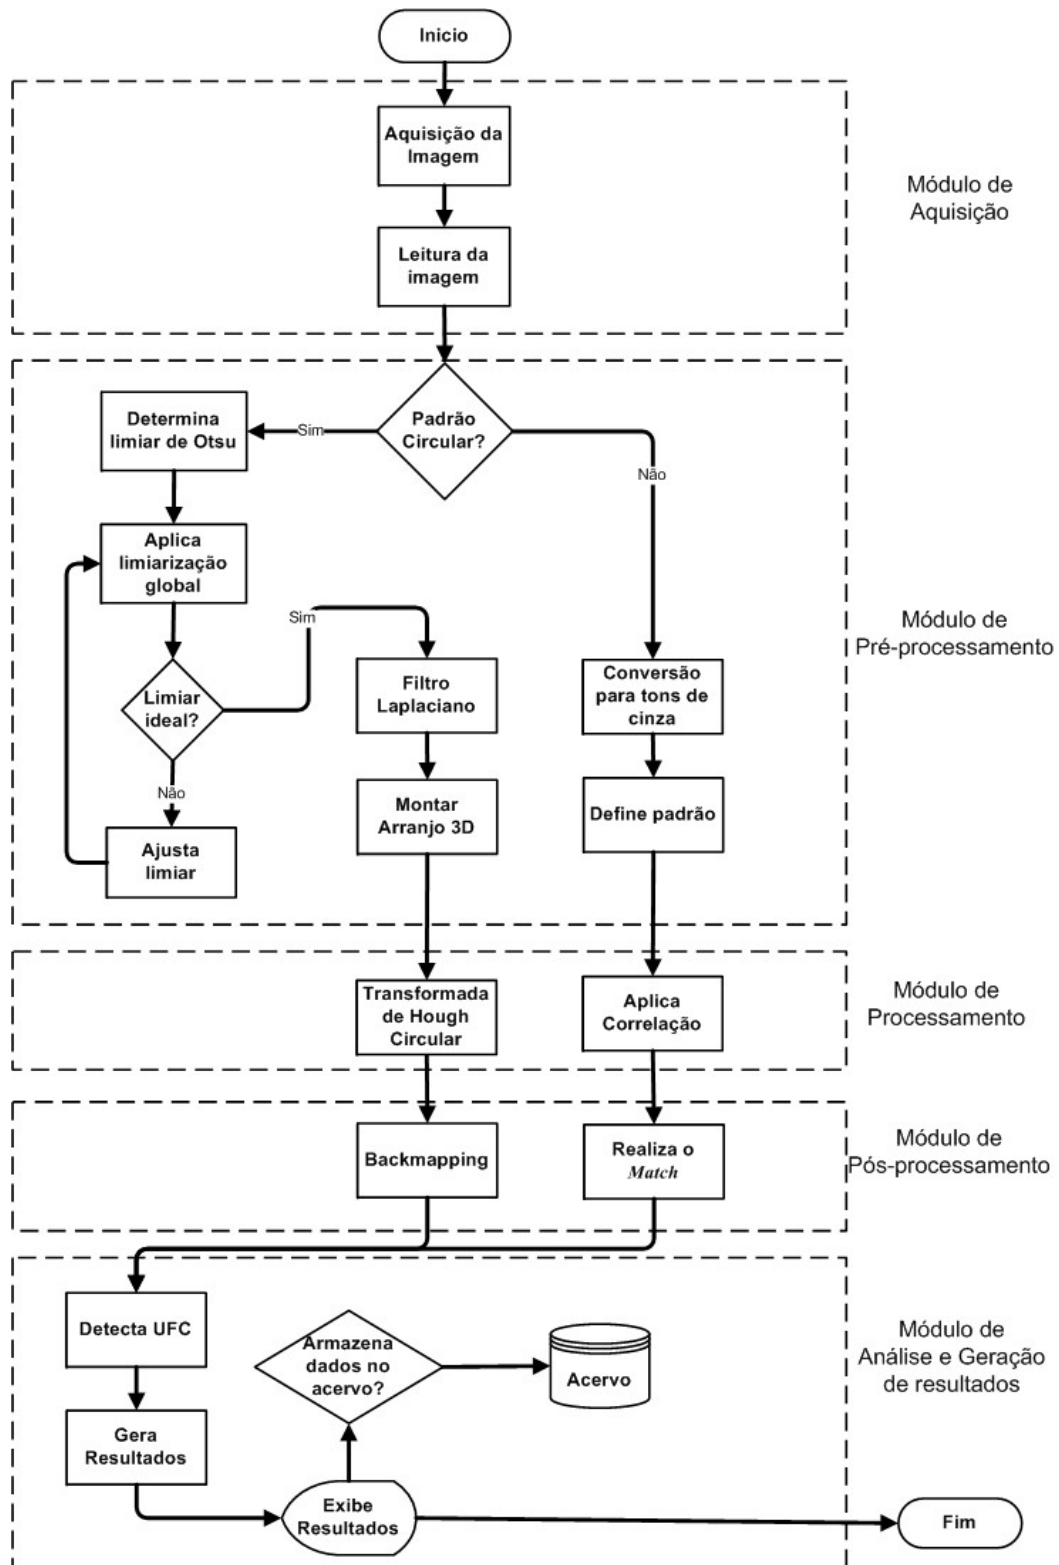 Inicio
Aquisição da
Imagem
Leitura da
imagem
Módulo de
Aquisição
Padrão
Circular?
Sim
Não
Determina
limiar de Otsu
Aplica
limiarização
global
Limiar
ideal?
Sim
Não
Ajusta
limiar
Filtro
Laplaciano
Montar
Arranjo 3D
Conversão
para tons de
cinza
Define padrão
Módulo de
Pré-processamento
Transformada
de Hough
Circular
Aplica
Correlação
Módulo de
Processamento
Backmapping
Realiza o
Match
Módulo de
Pós-processamento
Detecta UFC
Gera
Resultados
Exibe
Resultados
Armazena
dados no
acervo?
Acervo
Módulo de
Análise e Geração
de resultados
Fim